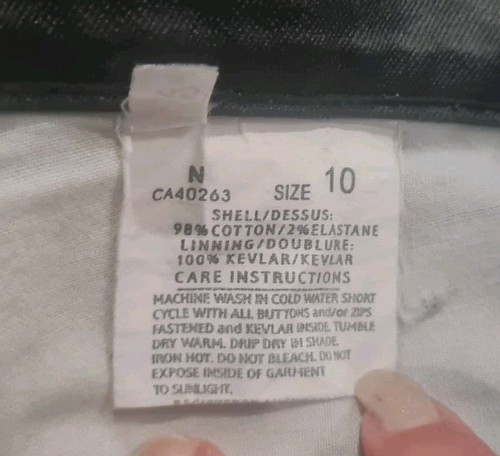 N
CA40263 SIZE 10
SHELL/DESSUS:
98% COTTON/2% ELASTANE
LINNING/DOUBLURE:
100% KEVLAR/KEVLAR
CARE INSTRUCTIONS
MACHINE WASH IN COLD WATER SHORT
CYCLE WITH ALL BUTTONS and/or ZIPS
FASTENED and KEVLAR INSIDE. TUMBLE
DRY WARM. DRIP DRY IN SHADE.
IRON HOT. DO NOT BLEACH. DO NOT
EXPOSE INSIDE OF GARMENT
TO SUNLIGHT.